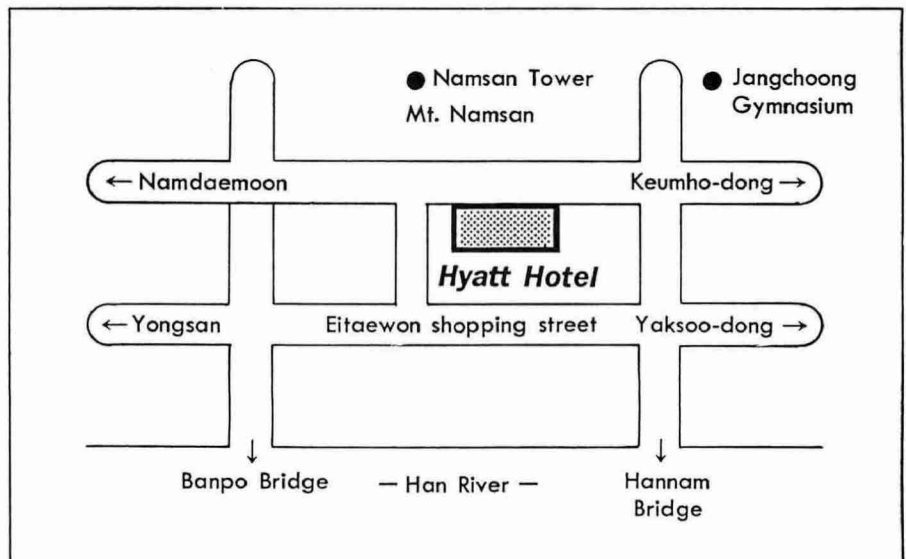 Namsan Tower
Mt. Namsan
Jangchoong
Gymnasium
← Namdaemoon
Keumho-dong →
Hyatt Hotel
← Yongsan
Eitaewon shopping street
Yaksoo-dong →
↓
Banpo Bridge
— Han River —
↓
Hannam
Bridge